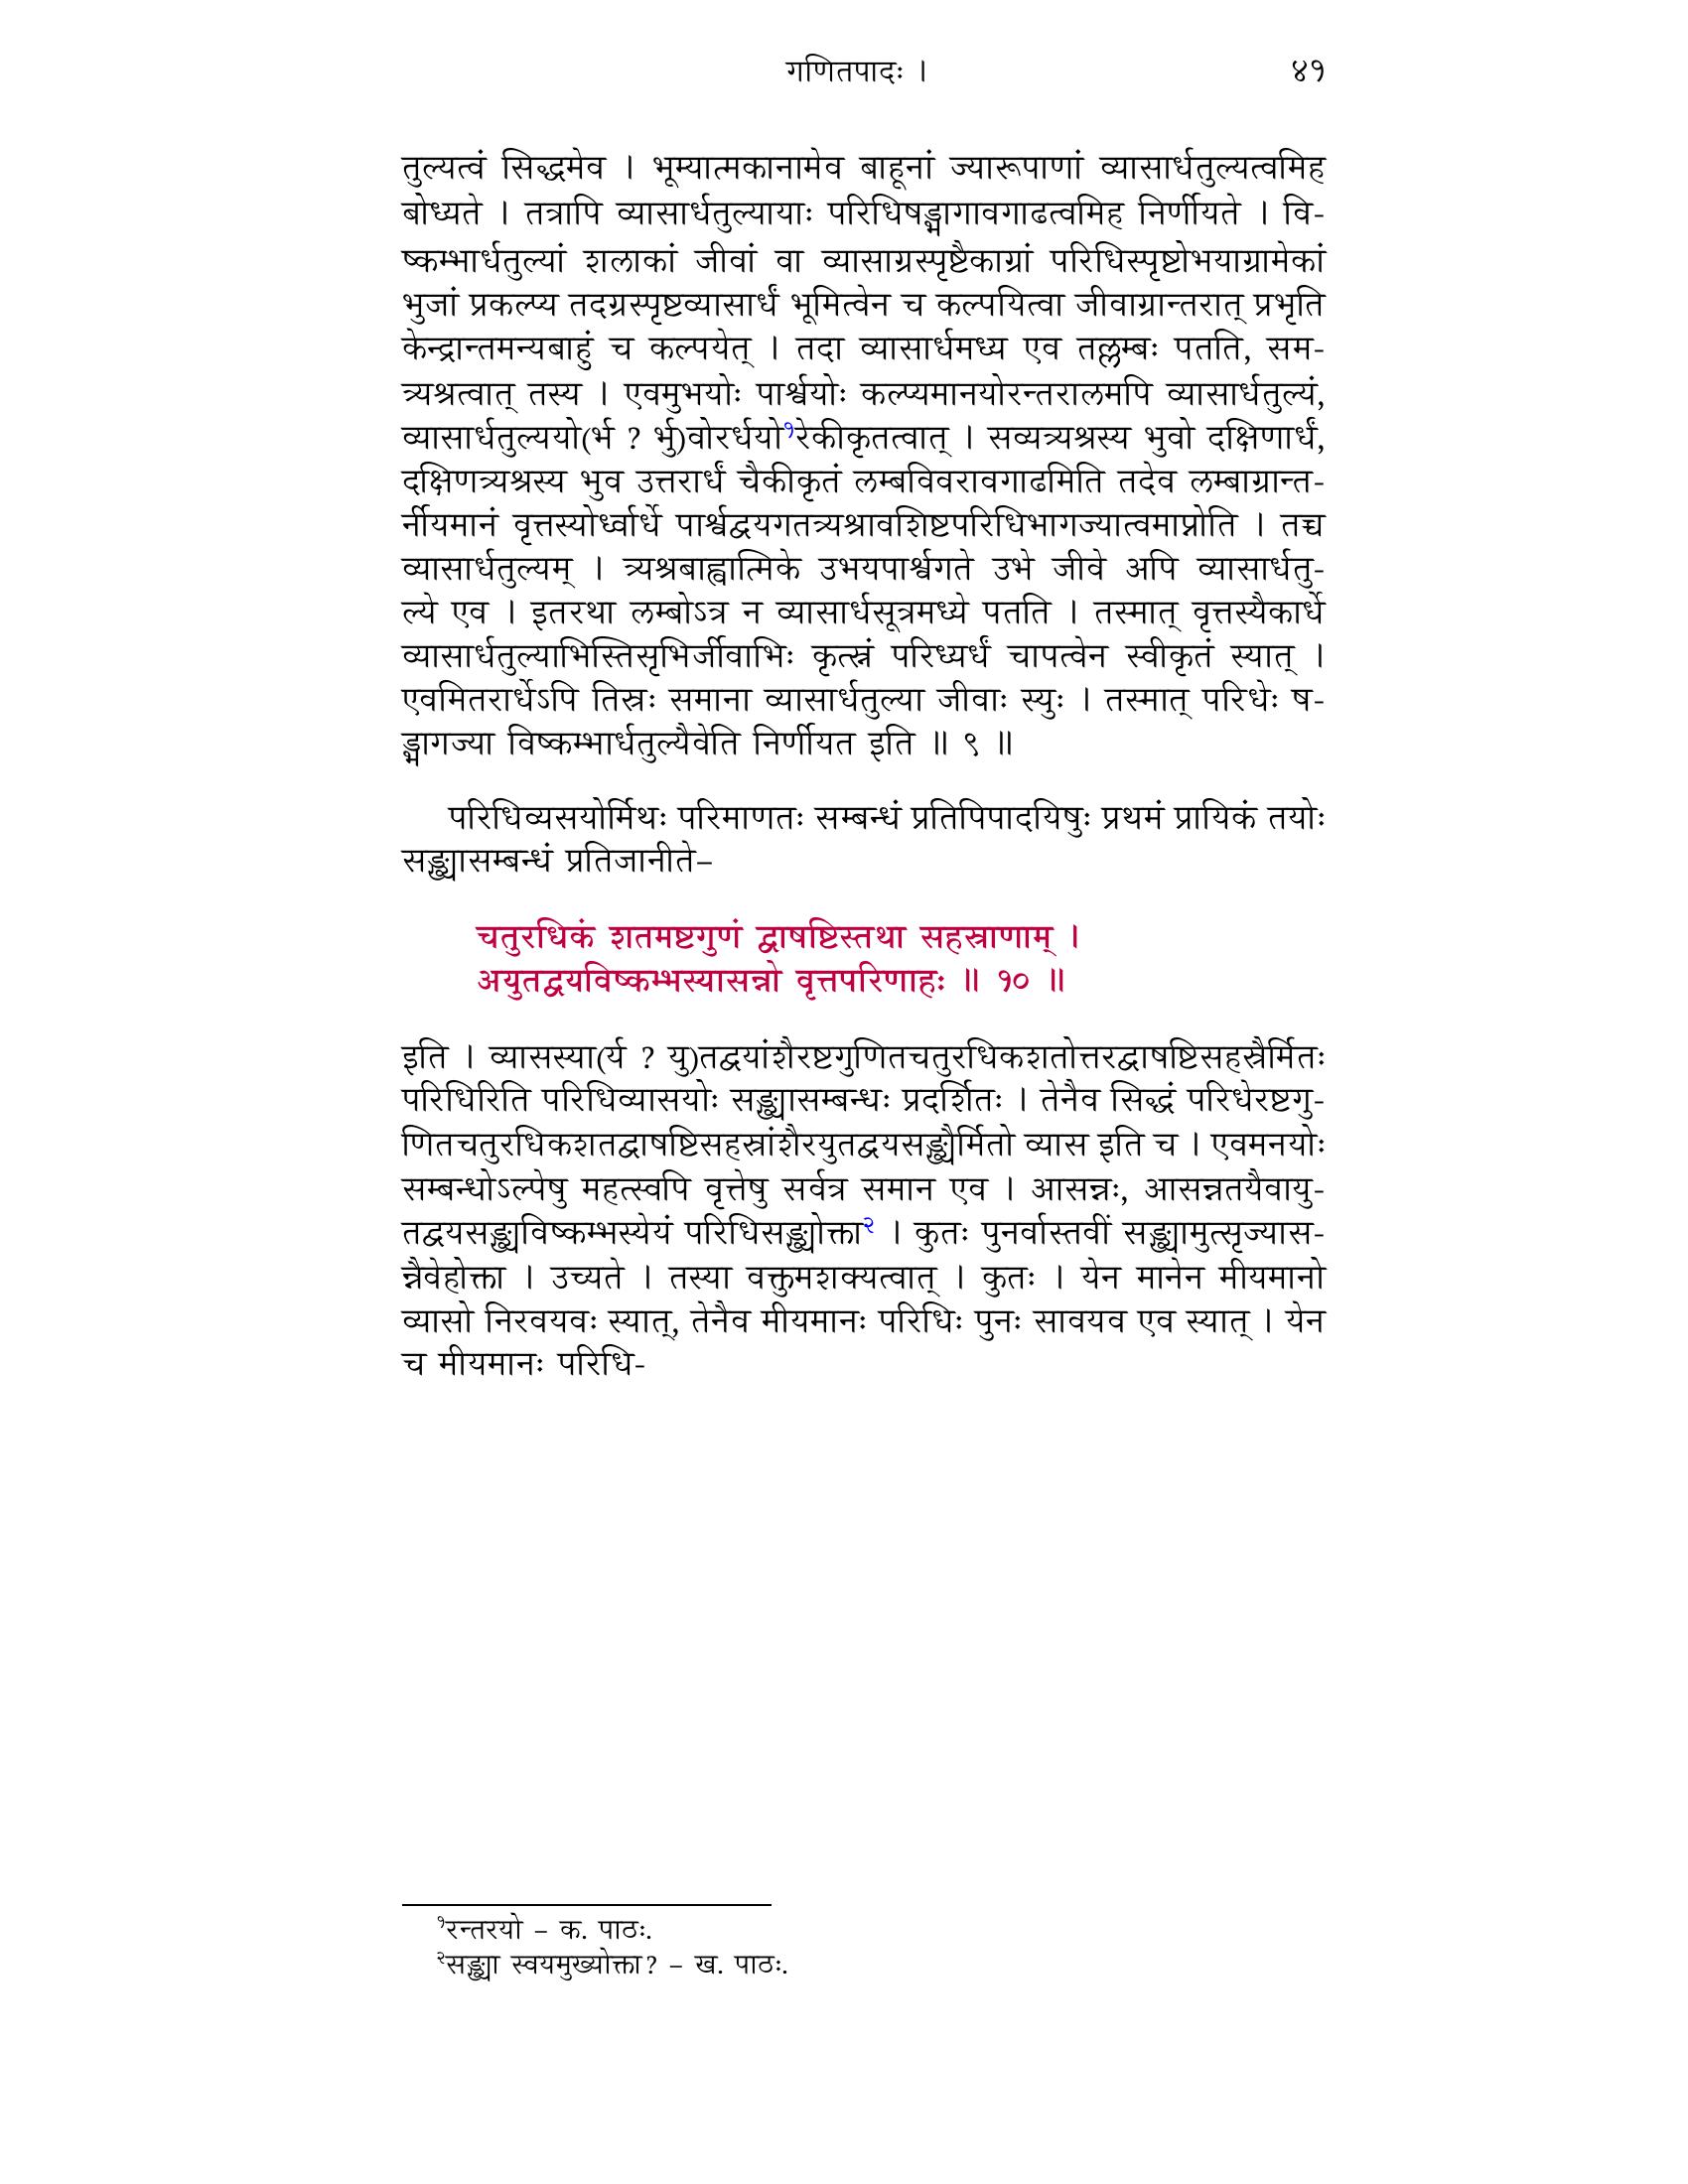 गणितपादः ।
४१
तुल्यत्वं सिद्धमेव । भूम्यात्मकानामेव बाहूनां ज्यारूपाणां व्यासार्धतुल्यत्वमिह
बोध्यते । तत्रापि व्यासार्धतुल्यायाः परिधिषड्भागावगाढत्वमिह निर्णीयते । वि-
ष्कम्भार्धतुल्यां शलाकां जीवां वा व्यासाग्रस्पृष्टैकाग्रां परिधिस्पृष्टोभयाग्रामेकां
भुजां प्रकल्प्य तदग्रस्पृष्टव्यासार्धं भूमित्वेन च कल्पयित्वा जीवाग्रान्तरात् प्रभृति
केन्द्रान्तमन्यबाहुं च कल्पयेत् । तदा व्यासार्धमध्य एव तल्लम्बः पतति, सम-
त्र्यश्रत्वात् तस्य । एवमुभयोः पार्श्वयोः कल्प्यमानयोरन्तरालमपि व्यासार्धतुल्यं,
व्यासार्धतुल्ययो(र्भ ? र्भु)वोरर्धयो१रेकीकृतत्वात् । सव्यत्र्यश्रस्य भुवो दक्षिणार्धं,
दक्षिणत्र्यश्रस्य भुव उत्तरार्धं चैकीकृतं लम्बविवरावगाढमिति तदेव लम्बाग्रान्त-
र्नीयमानं वृत्तस्योर्ध्वार्धे पार्श्वद्वयगतत्र्यश्रावशिष्टपरिधिभागज्यात्वमाप्नोति । तच्च
व्यासार्धतुल्यम् । त्र्यश्रबाह्वात्मिके उभयपार्श्वगते उभे जीवे अपि व्यासार्धतु-
ल्ये एव । इतरथा लम्बोऽत्र न व्यासार्धसूत्रमध्ये पतति । तस्मात् वृत्तस्यैकार्धे
व्यासार्धतुल्याभिस्तिसृभिर्जीवाभिः कृत्स्नं परिध्यर्धं चापत्वेन स्वीकृतं स्यात् ।
एवमितरार्धेऽपि तिस्रः समाना व्यासार्धतुल्या जीवाः स्युः । तस्मात् परिधेः ष-
ड्भागज्या विष्कम्भार्धतुल्यैवेति निर्णीयत इति ॥ ९ ॥
परिधिव्यसयोर्मिथः परिमाणतः सम्बन्धं प्रतिपिपादयिषुः प्रथमं प्रायिकं तयोः
सङ्ख्यासम्बन्धं प्रतिजानीते–
चतुरधिकं शतमष्टगुणं द्वाषष्टिस्तथा सहस्राणाम् ।
अयुतद्वयविष्कम्भस्यासन्नो वृत्तपरिणाहः ॥ १० ॥
इति । व्यासस्या(र्य ? यु)तद्वयांशैरष्टगुणितचतुरधिकशतोत्तरद्वाषष्टिसहस्रैर्मितः
परिधिरिति परिधिव्यासयोः सङ्ख्यासम्बन्धः प्रदर्शितः । तेनैव सिद्धं परिधेरष्टगु-
णितचतुरधिकशतद्वाषष्टिसहस्रांशैरयुतद्वयसङ्ख्यैर्मितो व्यास इति च । एवमनयोः
सम्बन्धोऽल्पेषु महत्स्वपि वृत्तेषु सर्वत्र समान एव । आसन्नः, आसन्नतयैवायु-
तद्वयसङ्ख्यविष्कम्भस्येयं परिधिसङ्ख्योक्ता२ । कुतः पुनर्वास्तवीं सङ्ख्यामुत्सृज्यास-
न्नैवेहोक्ता । उच्यते । तस्या वक्तुमशक्यत्वात् । कुतः । येन मानेन मीयमानो
व्यासो निरवयवः स्यात्, तेनैव मीयमानः परिधिः पुनः सावयव एव स्यात् । येन
च मीयमानः परिधि-
१रन्तरयो – क. पाठः.
२सङ्ख्या स्वयमुख्योक्ता? – ख. पाठः.